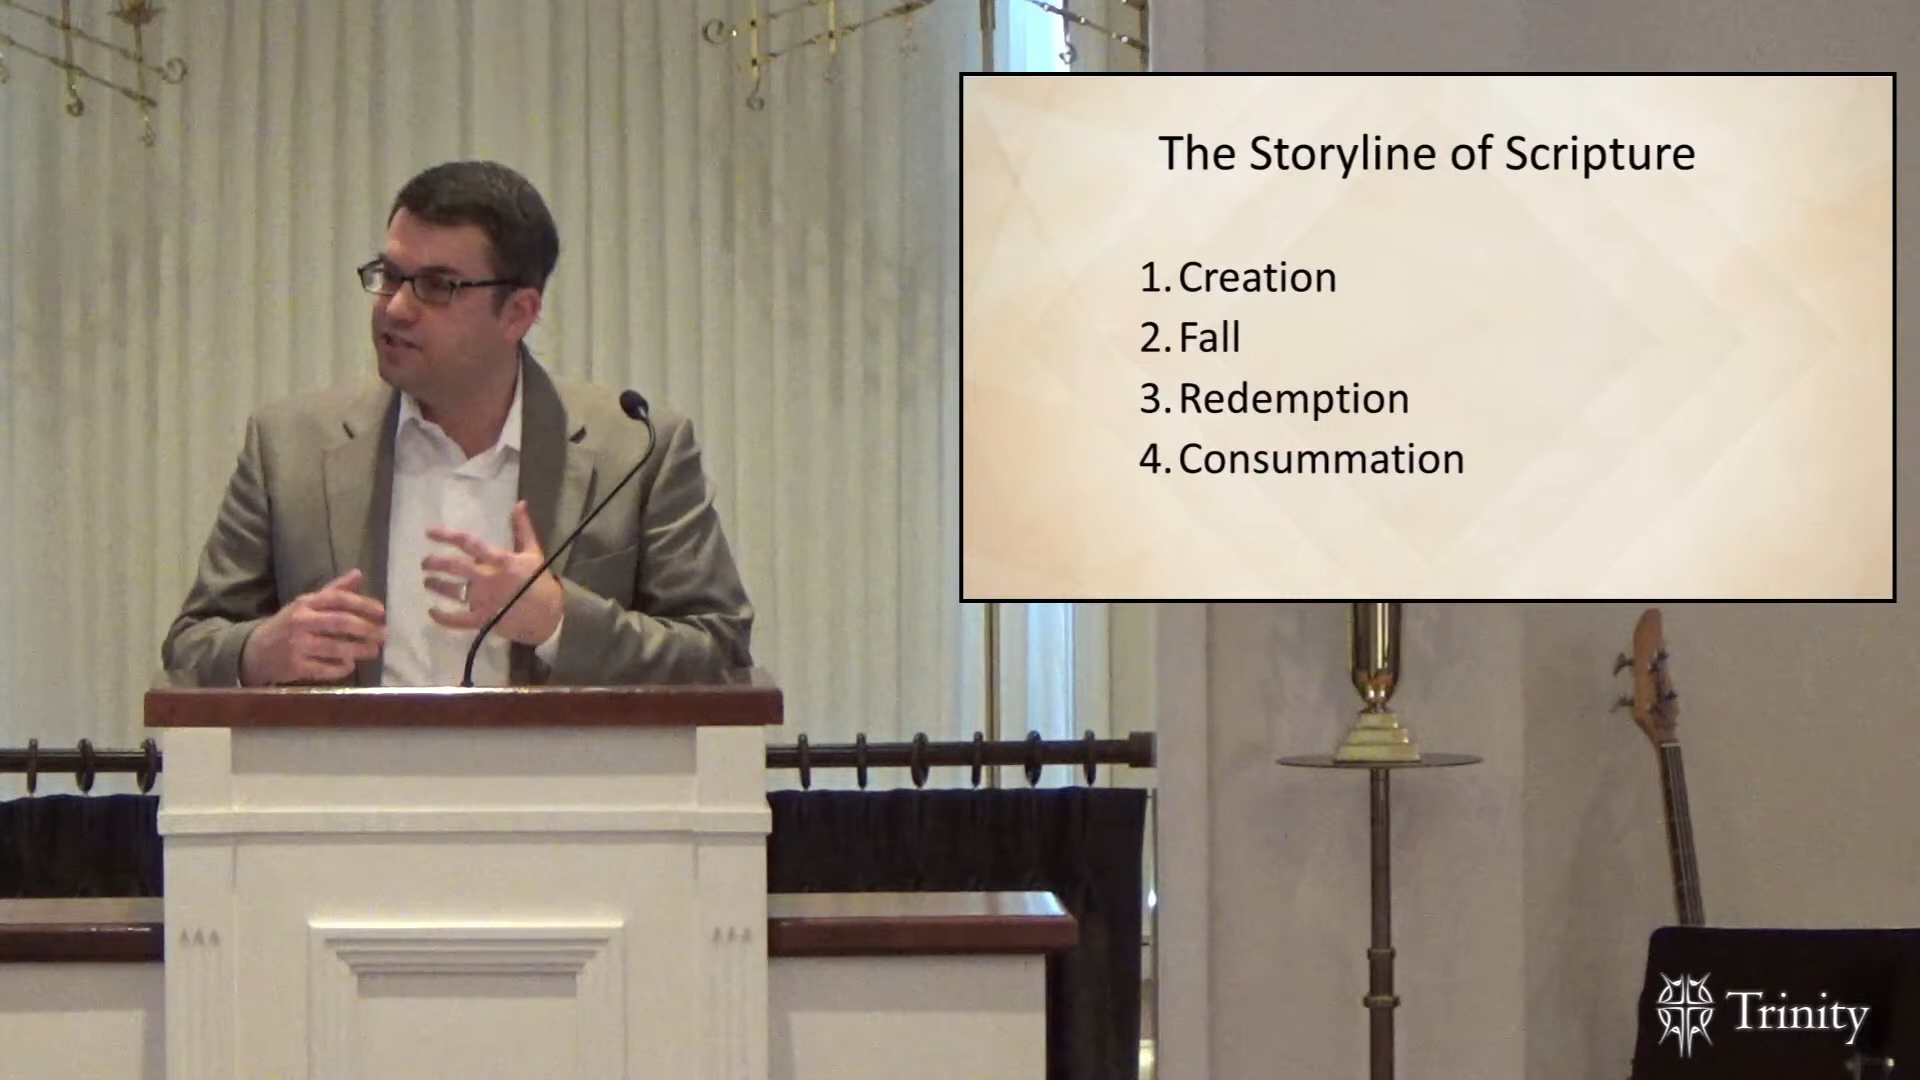 The Storyline of Scripture
1. Creation
2. Fall
3. Redemption
4. Consummation
Trinity